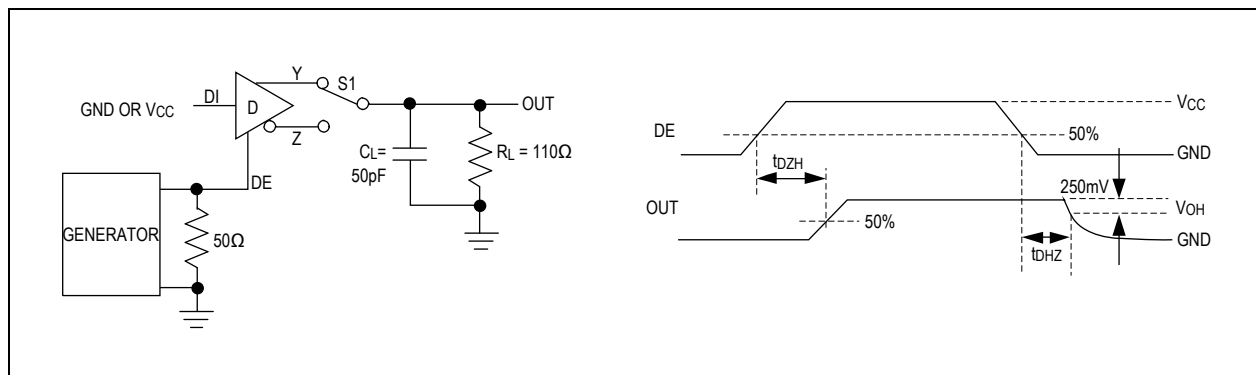 Y
S1
DI
D
OUT
GND OR VCC
Z
CL=
50pF
RL = 110Ω
DE
GENERATOR
50Ω
VCC
DE
50%
GND
tDZH
250mV
OUT
50%
VOH
GND
tDHZ